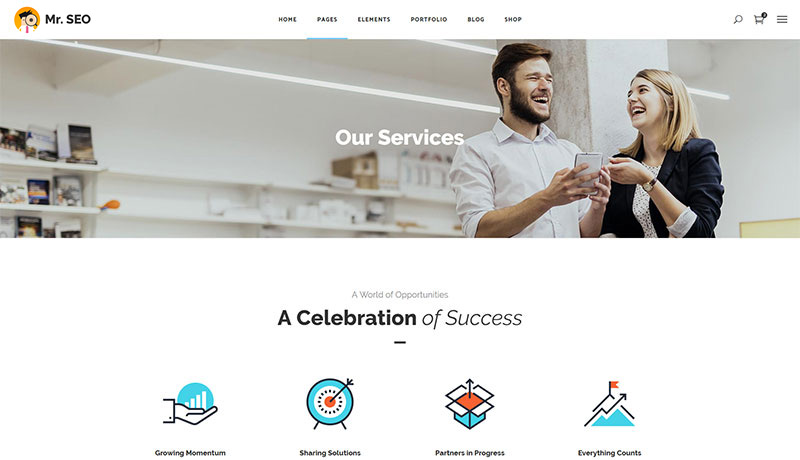 Mr. SEO
HOME PAGES ELEMENTS PORTFOLIO BLOG SHOP
Our Services
A World of Opportunities
A Celebration of Success
Growing Momentum Sharing Solutions Partners in Progress Everything Counts